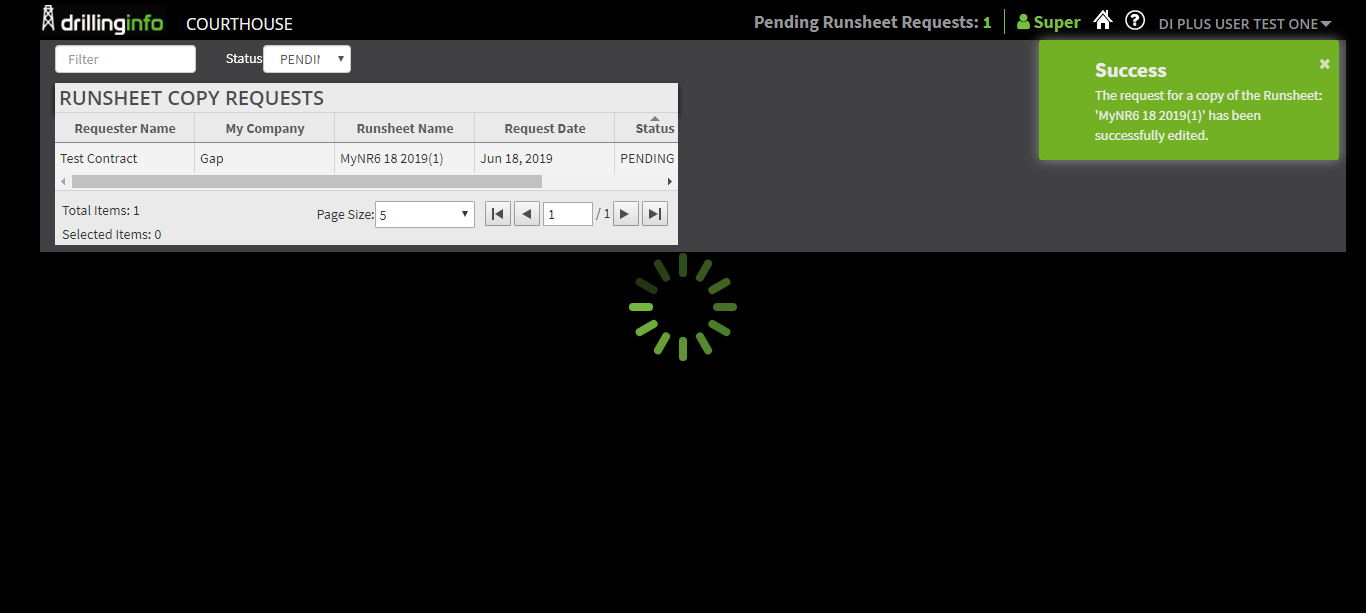 drillinginfo COURTHOUSE Pending Runsheet Requests: 1 Super ? DI PLUS USER TEST ONE
Filter Status PENDIN
Success
The request for a copy of the Runsheet:
'MyNR6 18 2019(1)' has been
successfully edited.
RUNSHEET COPY REQUESTS
Requester Name My Company Runsheet Name Request Date Status
Test Contract Gap MyNR6 18 2019(1) Jun 18, 2019 PENDING
Total Items: 1
Page Size: 5 1 / 1
Selected Items: 0